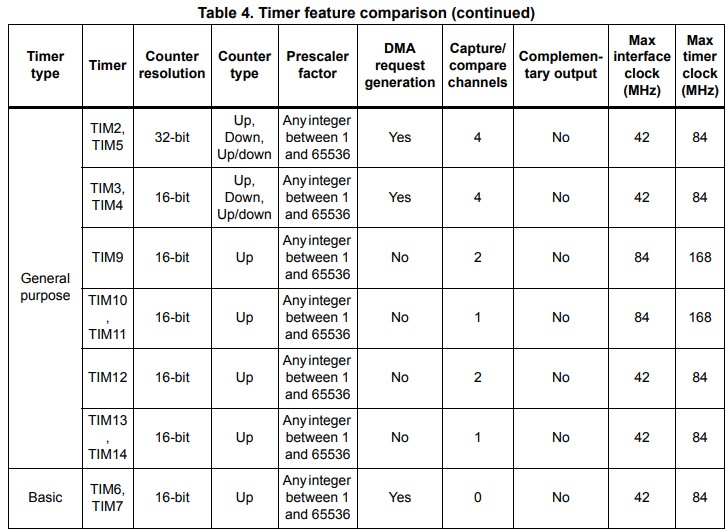 Table 4. Timer feature comparison (continued)
Timer type | Timer | Counter resolution | Counter type | Prescaler factor | DMA request generation | Capture/ compare channels | Complemen- tary output | Max interface clock (MHz) | Max timer clock (MHz)
General purpose | TIM2, TIM5 | 32-bit | Up, Down, Up/down | Any integer between 1 and 65536 | Yes | 4 | No | 42 | 84
TIM3, TIM4 | 16-bit | Up, Down, Up/down | Any integer between 1 and 65536 | Yes | 4 | No | 42 | 84
TIM9 | 16-bit | Up | Any integer between 1 and 65536 | No | 2 | No | 84 | 168
TIM10 , TIM11 | 16-bit | Up | Any integer between 1 and 65536 | No | 1 | No | 84 | 168
TIM12 | 16-bit | Up | Any integer between 1 and 65536 | No | 2 | No | 42 | 84
TIM13 , TIM14 | 16-bit | Up | Any integer between 1 and 65536 | No | 1 | No | 42 | 84
Basic | TIM6, TIM7 | 16-bit | Up | Any integer between 1 and 65536 | Yes | 0 | No | 42 | 84